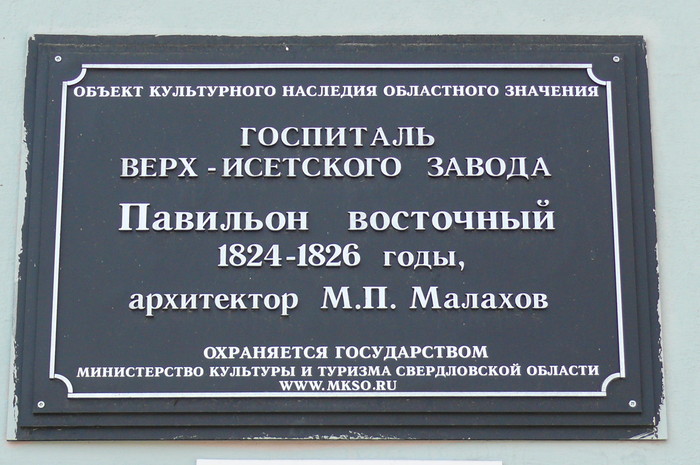 ОБЪЕКТ КУЛЬТУРНОГО НАСЛЕДИЯ ОБЛАСТНОГО ЗНАЧЕНИЯ
ГОСПИТАЛЬ
ВЕРХ - ИСЕТСКОГО ЗАВОДА
Павильон восточный
1824-1826 годы,
архитектор М.П. Малахов
ОХРАНЯЕТСЯ ГОСУДАРСТВОМ
МИНИСТЕРСТВО КУЛЬТУРЫ И ТУРИЗМА СВЕРДЛОВСКОЙ ОБЛАСТИ
WWW.MKSO.RU